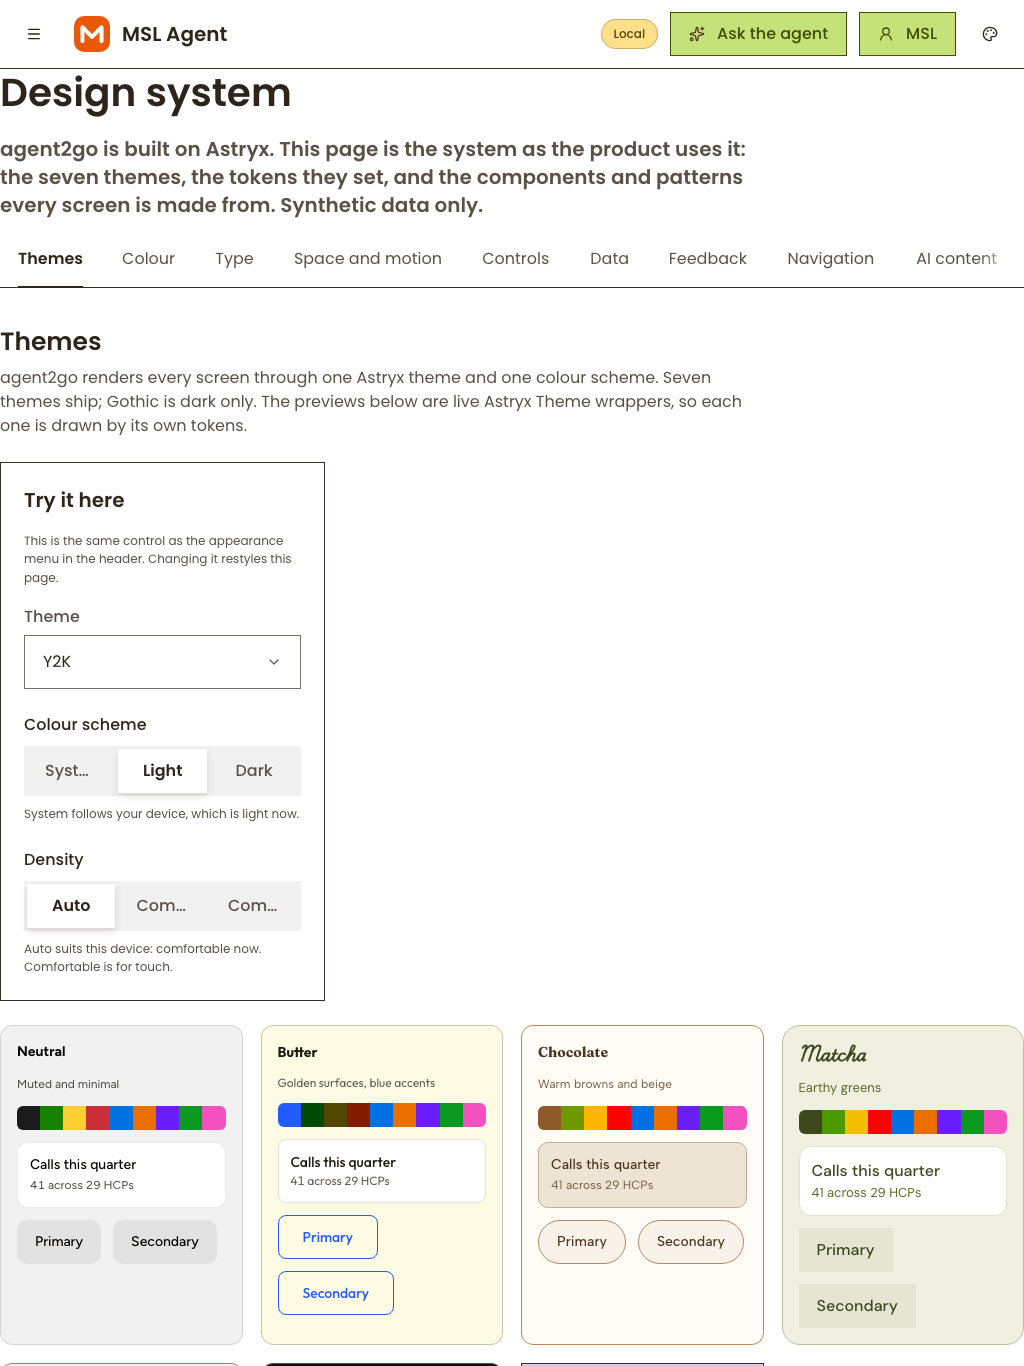 MSL Agent
Local
Ask the agent
MSL
Design system
agent2go is built on Astryx. This page is the system as the product uses it:
the seven themes, the tokens they set, and the components and patterns
every screen is made from. Synthetic data only.
Themes
Colour
Type
Space and motion
Controls
Data
Feedback
Navigation
AI content
Themes
agent2go renders every screen through one Astryx theme and one colour scheme. Seven
themes ship; Gothic is dark only. The previews below are live Astryx Theme wrappers, so each
one is drawn by its own tokens.
Try it here
This is the same control as the appearance
menu in the header. Changing it restyles this
page.
Theme
Y2K
Colour scheme
Syst...
Light
Dark
System follows your device, which is light now.
Density
Auto
Com...
Com...
Auto suits this device: comfortable now.
Comfortable is for touch.
Neutral
Muted and minimal
Calls this quarter
41 across 29 HCPs
Primary
Secondary
Butter
Golden surfaces, blue accents
Calls this quarter
41 across 29 HCPs
Primary
Secondary
Chocolate
Warm browns and beige
Calls this quarter
41 across 29 HCPs
Primary
Secondary
Matcha
Earthy greens
Calls this quarter
41 across 29 HCPs
Primary
Secondary